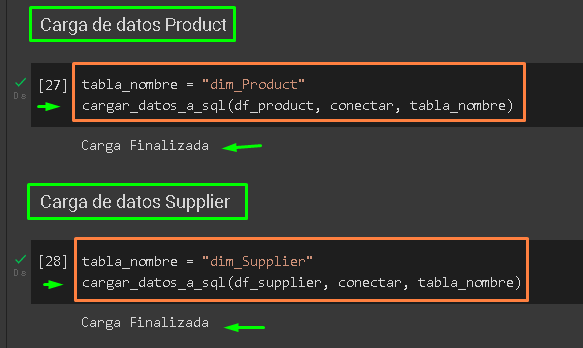 Carga de datos Product
[27] tabla_nombre = "dim_Product"
cargar_datos_a_sql(df_product, conectar, tabla_nombre)
Carga Finalizada
Carga de datos Supplier
[28] tabla_nombre = "dim_Supplier"
cargar_datos_a_sql(df_supplier, conectar, tabla_nombre)
Carga Finalizada